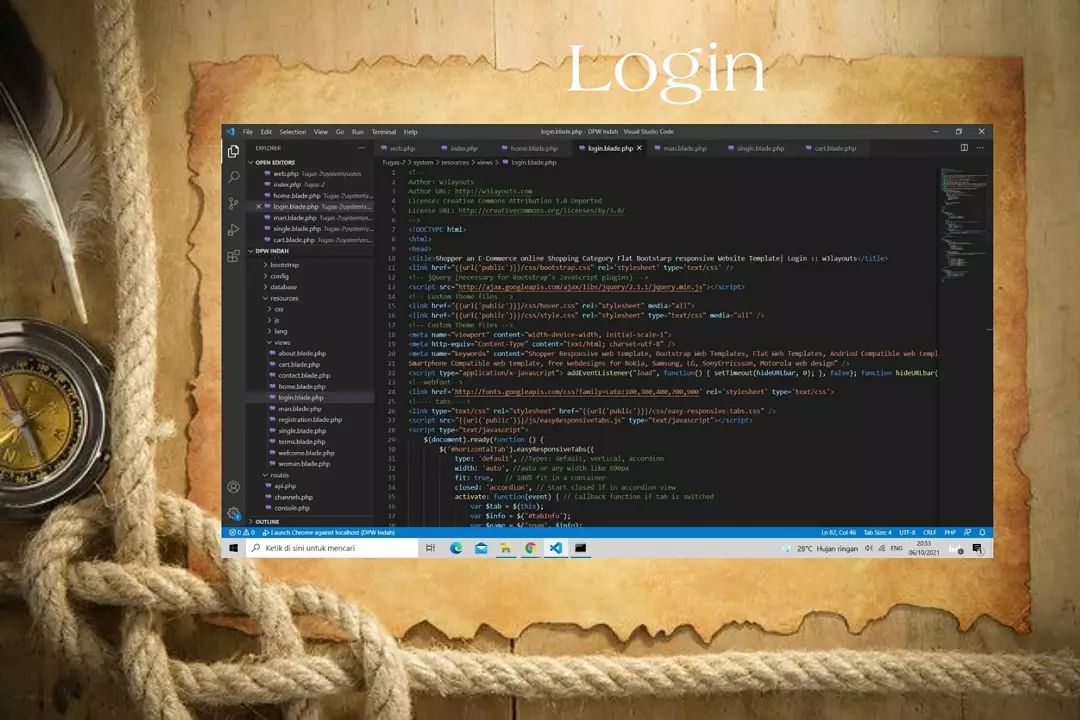 Login
File Edit Selection View Go Run Terminal Help
login.blade.php - DPW Indah - Visual Studio Code
EXPLORER
web.php index.php home.blade.php login.blade.php man.blade.php single.blade.php cart.blade.php
Tugas-2 > system > resources > views > login.blade.php
OPEN EDITORS
web.php Tugas-2\system\routes
index.php Tugas-2
home.blade.php Tugas-2\system\r...
login.blade.php Tugas-2\system\r...
man.blade.php Tugas-2\system\re...
single.blade.php Tugas-2\system\r...
cart.blade.php Tugas-2\system\res...
DPW INDAH
bootstrap
config
database
resources
css
js
lang
views
about.blade.php
cart.blade.php
contact.blade.php
home.blade.php
login.blade.php
man.blade.php
registration.blade.php
single.blade.php
terms.blade.php
welcome.blade.php
woman.blade.php
routes
api.php
channels.php
console.php
OUTLINE
1 <!--
2 Author: W3layouts
3 Author URL: http://w3layouts.com
4 License: Creative Commons Attribution 3.0 Unported
5 License URL: http://creativecommons.org/licenses/by/3.0/
6 -->
7 <!DOCTYPE html>
8 <html>
9 <head>
10 <title>Shopper an E-Commerce online Shopping Category Flat Bootstarp responsive Website Template| Login :: w3layouts</title>
11 <link href="{{url('public')}}/css/bootstrap.css" rel='stylesheet' type='text/css' />
12 <!-- jQuery (necessary for Bootstrap's JavaScript plugins) -->
13 <script src="http://ajax.googleapis.com/ajax/libs/jquery/2.1.1/jquery.min.js"></script>
14 <!-- Custom Theme files -->
15 <link href="{{url('public')}}/css/hover.css" rel="stylesheet" media="all">
16 <link href="{{url('public')}}/css/style.css" rel="stylesheet" type="text/css" media="all" />
17 <!-- Custom Theme files -->
18 <meta name="viewport" content="width=device-width, initial-scale=1">
19 <meta http-equiv="Content-Type" content="text/html; charset=utf-8" />
20 <meta name="keywords" content="Shopper Responsive web template, Bootstrap Web Templates, Flat Web Templates, Andriod Compatible web templ
21 Smartphone Compatible web template, free webdesigns for Nokia, Samsung, LG, SonyErricsson, Motorola web design" />
22 <script type="application/x-javascript"> addEventListener("load", function() { setTimeout(hideURLbar, 0); }, false); function hideURLbar(
23 <!--webfont-->
24 <link href='http://fonts.googleapis.com/css?family=Lato:100,300,400,700,900' rel='stylesheet' type='text/css'>
25 <!---- tabs---->
26 <link type="text/css" rel="stylesheet" href="{{url('public')}}/css/easy-responsive-tabs.css" />
27 <script src="{{url('public')}}/js/easyResponsiveTabs.js" type="text/javascript"></script>
28 <script type="text/javascript">
29 $(document).ready(function () {
30 $('#horizontalTab').easyResponsiveTabs({
31 type: 'default', //Types: default, vertical, accordion
32 width: 'auto', //auto or any width like 600px
33 fit: true, // 100% fit in a container
34 closed: 'accordion', // Start closed if in accordion view
35 activate: function(event) { // Callback function if tab is switched
36 var $tab = $(this);
37 var $info = $('#tabInfo');
38 var $name = $('span', $info);
0 0 Launch Chrome against localhost (DPW Indah)
Ln 82, Col 46 Tab Size: 4 UTF-8 CRLF PHP
Ketik di sini untuk mencari
28°C Hujan ringan ENG 20:53 06/10/2021